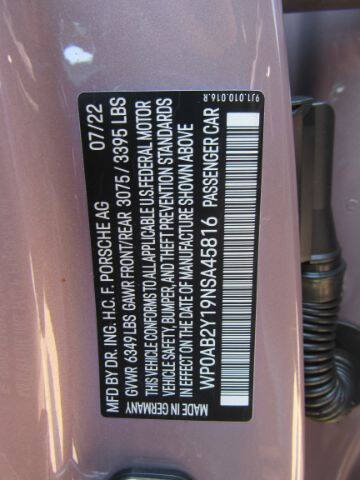 9J1.010.016.R
MFD BY DR. ING. H.C. F. PORSCHE AG 07/22
GVWR 6349 LBS GAWR FRONT/REAR 3075 / 3395 LBS
THIS VEHICLE CONFORMS TO ALL APPLICABLE U.S.FEDERAL MOTOR
VEHICLE SAFETY, BUMPER, AND THEFT PREVENTION STANDARDS
IN EFFECT ON THE DATE OF MANUFACTURE SHOWN ABOVE
WP0AB2Y19NSA45816 PASSENGER CAR
MADE IN GERMANY